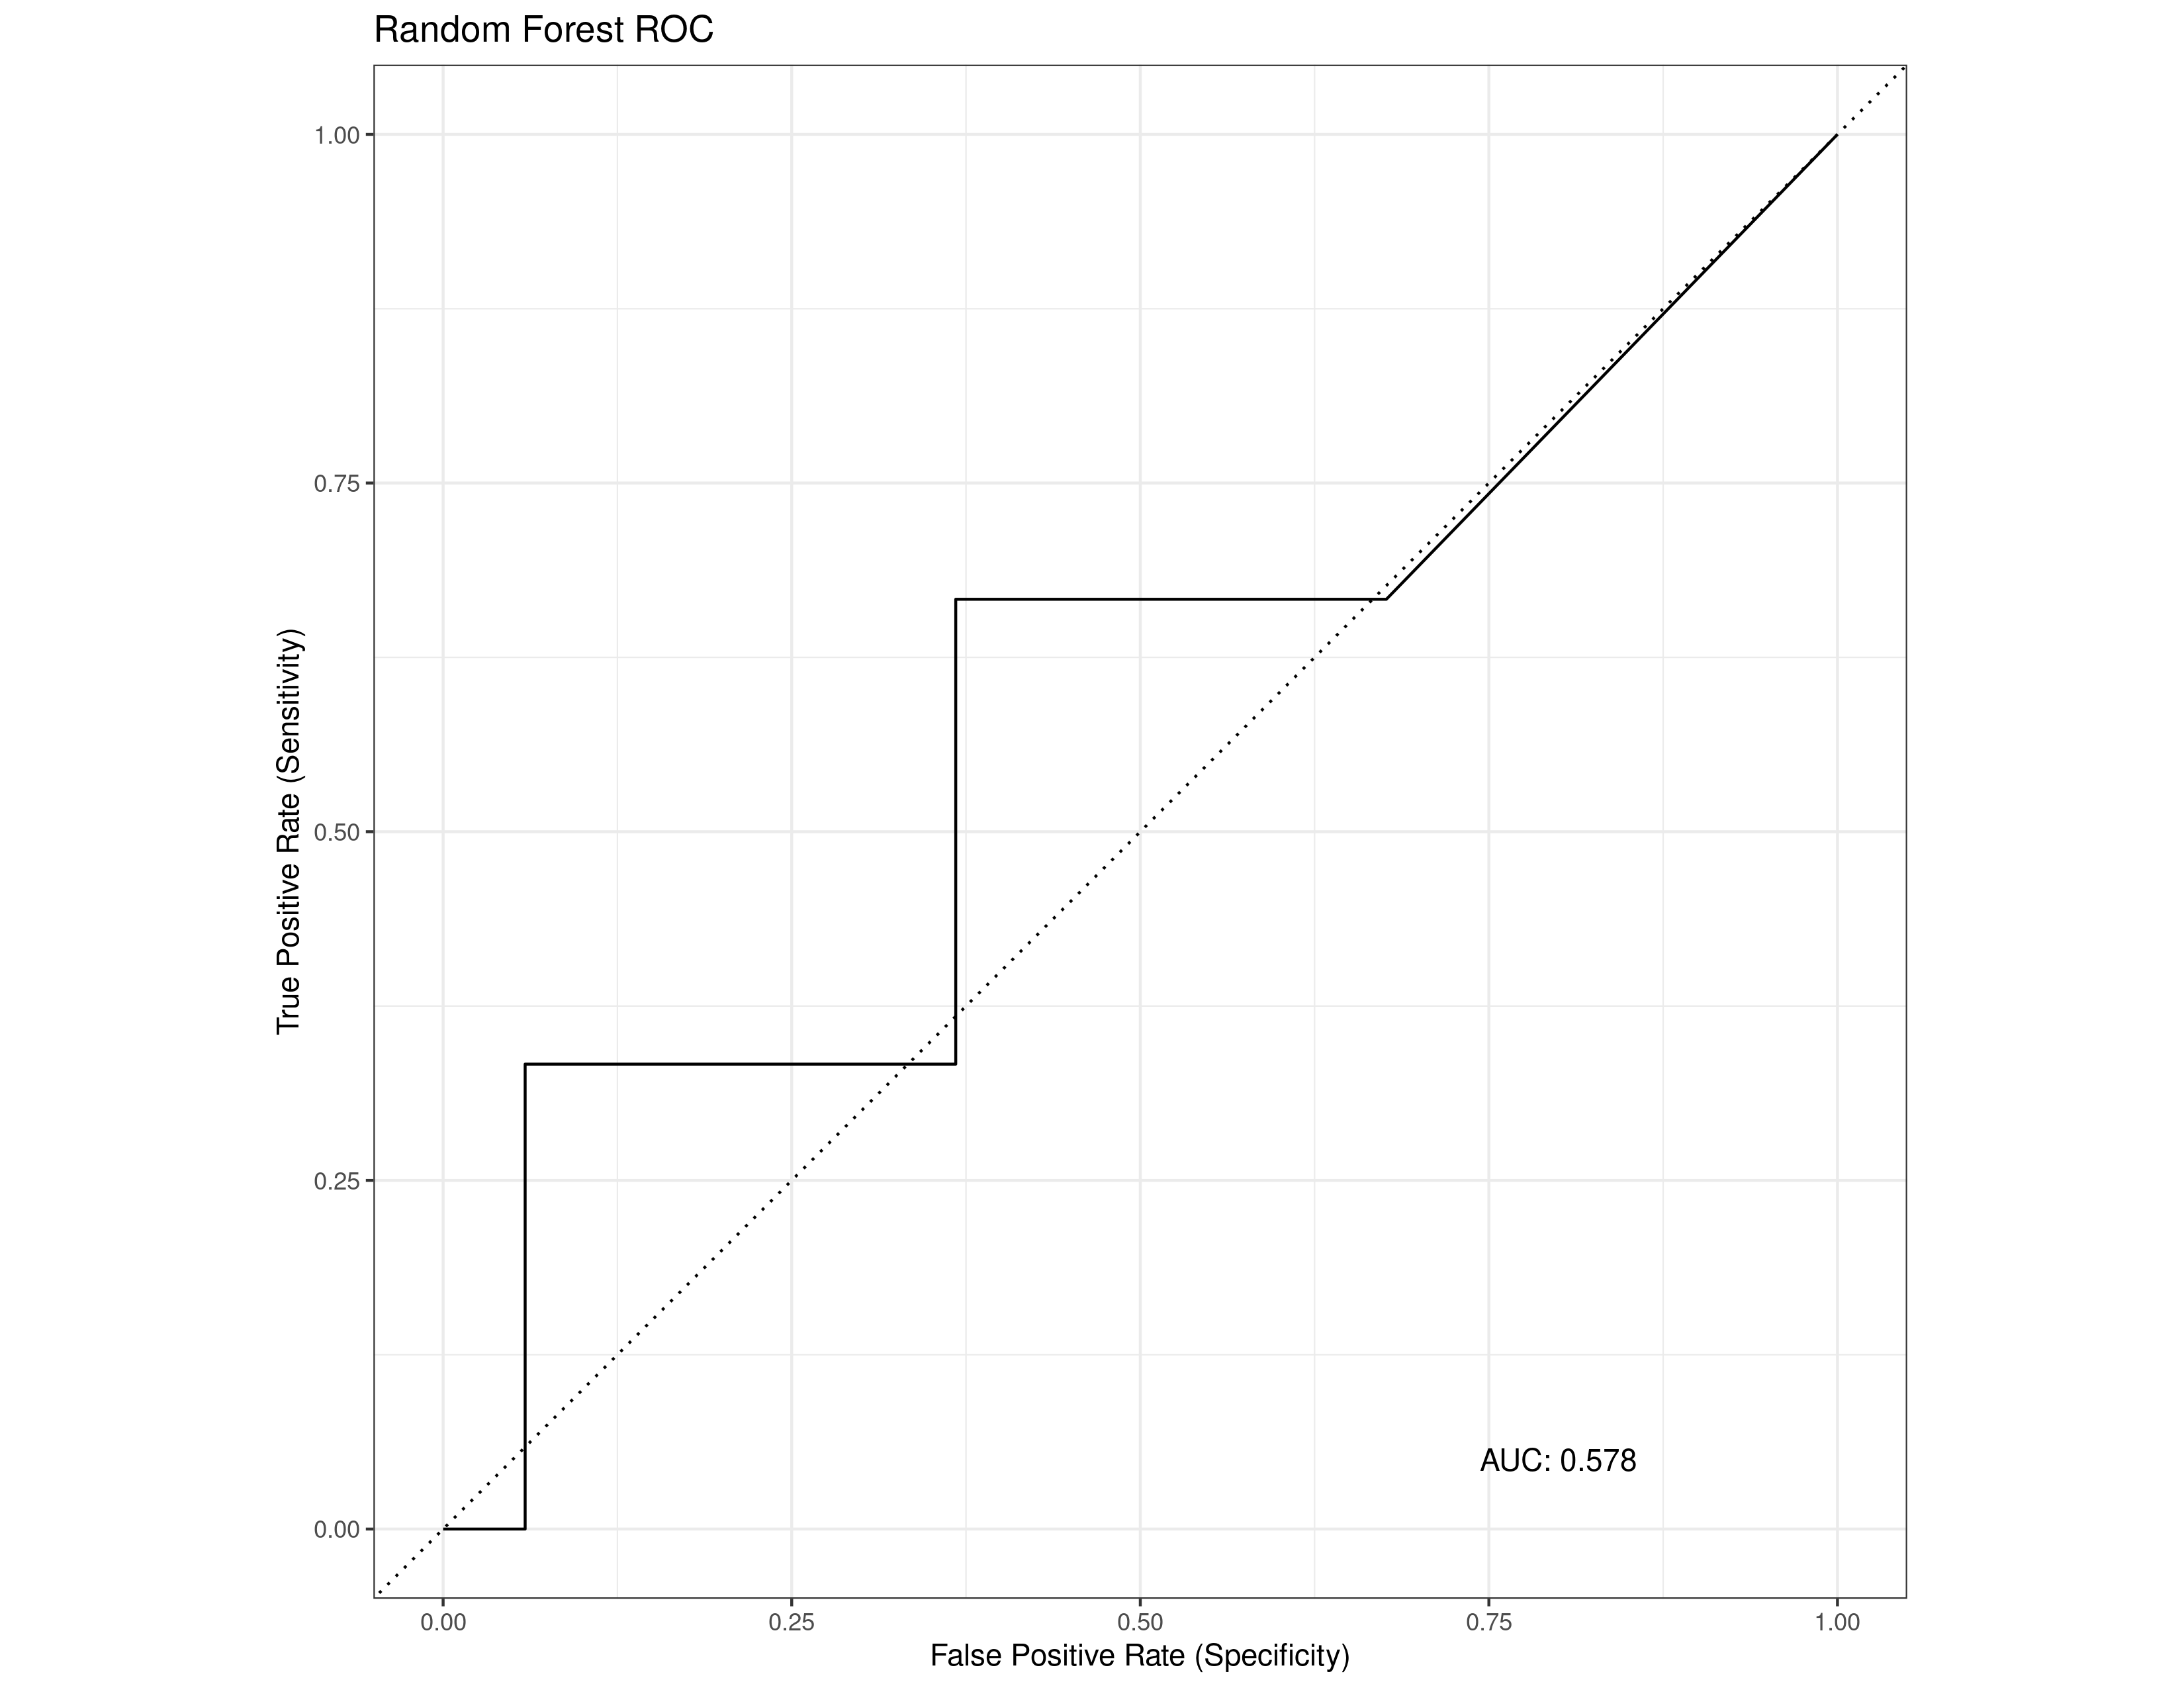 Random Forest ROC
True Positive Rate (Sensitivity)
1.00
0.75
0.50
0.25
0.00
AUC: 0.578
0.00 0.25 0.50 0.75 1.00
False Positive Rate (Specificity)